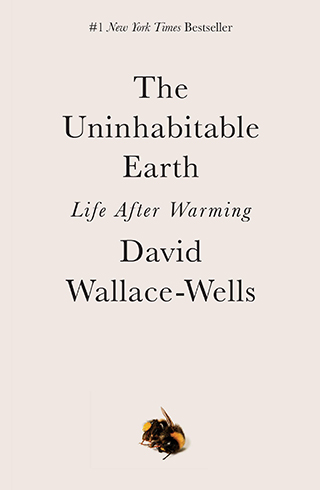 #1 New York Times Bestseller
The
Uninhabitable
Earth
Life After Warming
David
Wallace-Wells